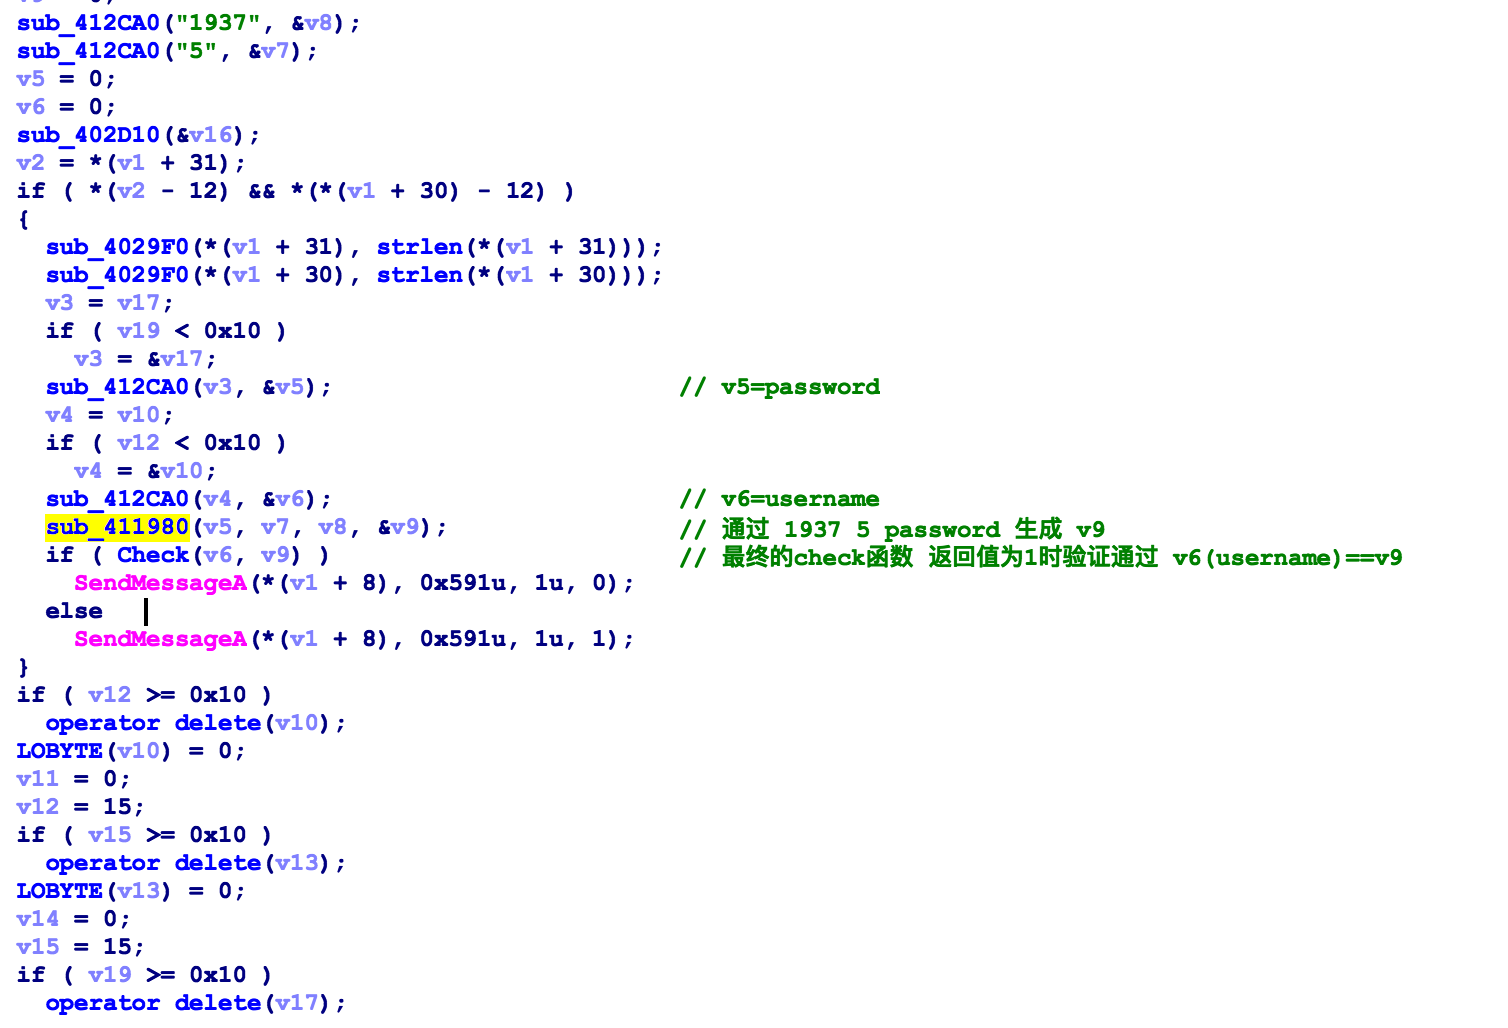 sub_412CA0("1937", &v8);
sub_412CA0("5", &v7);
v5 = 0;
v6 = 0;
sub_402D10(&v16);
v2 = *(v1 + 31);
if ( *(v2 - 12) && *(*(v1 + 30) - 12) )
{
sub_4029F0(*(v1 + 31), strlen(*(v1 + 31)));
sub_4029F0(*(v1 + 30), strlen(*(v1 + 30)));
v3 = v17;
if ( v19 < 0x10 )
v3 = &v17;
sub_412CA0(v3, &v5); // v5=password
v4 = v10;
if ( v12 < 0x10 )
v4 = &v10;
sub_412CA0(v4, &v6); // v6=username
sub_411980(v5, v7, v8, &v9); // 通过 1937 5 password 生成 v9
if ( Check(v6, v9) ) // 最终的check函数 返回值为1时验证通过 v6(username)==v9
SendMessageA(*(v1 + 8), 0x591u, 1u, 0);
else
SendMessageA(*(v1 + 8), 0x591u, 1u, 1);
}
if ( v12 >= 0x10 )
operator delete(v10);
LOBYTE(v10) = 0;
v11 = 0;
v12 = 15;
if ( v15 >= 0x10 )
operator delete(v13);
LOBYTE(v13) = 0;
v14 = 0;
v15 = 15;
if ( v19 >= 0x10 )
operator delete(v17);